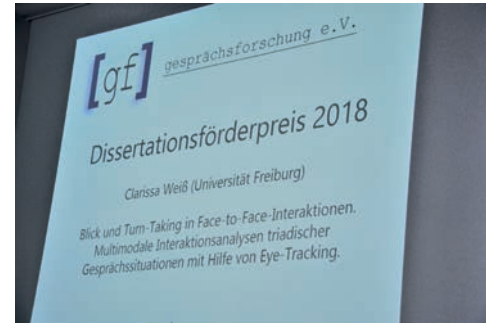 [gf] gesprächsforschung e.V.
Dissertationsförderpreis 2018
Clarissa Weiß (Universität Freiburg)
Blick und Turn-Taking in Face-to-Face-Interaktionen.
Multimodale Interaktionsanalysen triadischer
Gesprächssituationen mit Hilfe von Eye-Tracking.